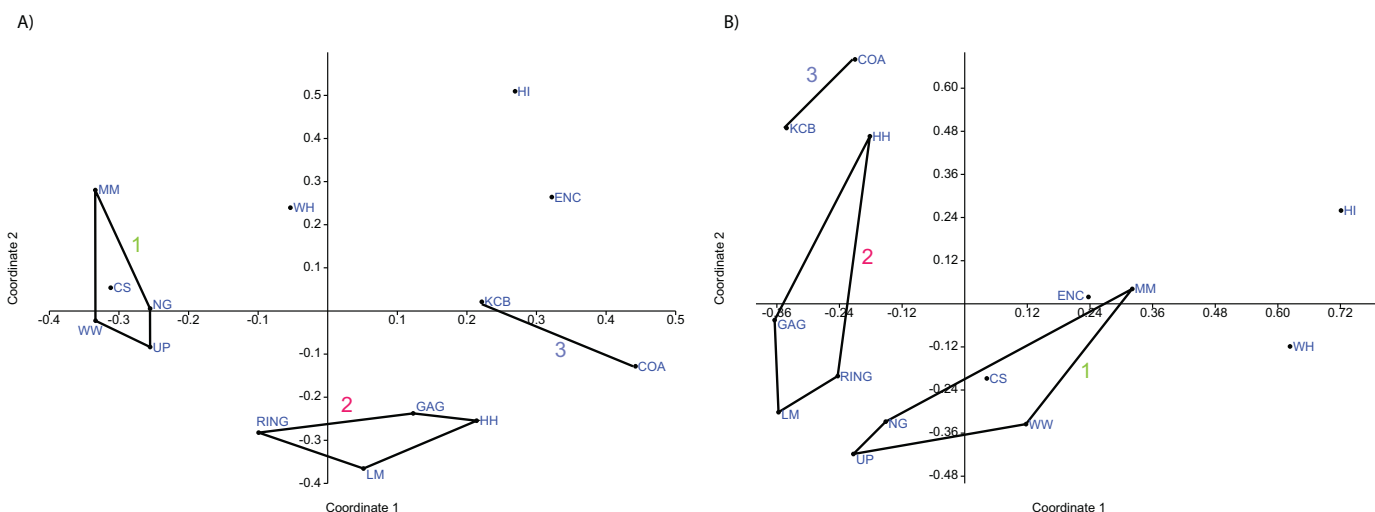 A)
0.5
0.4
0.3
0.2
0.1
-0.1
-0.2
-0.3
-0.4
-0.4
-0.3
-0.2
-0.1
0.1
0.2
0.3
0.4
0.5
Coordinate 2
Coordinate 1
HI
ENC
WH
MM
1
CS
NG
WW
UP
KCB
3
COA
2
GAG
RING
HH
LM
B)
0.60
0.48
0.36
0.24
0.12
-0.12
-0.24
-0.36
-0.48
-0.36
-0.24
-0.12
0.12
0.24
0.36
0.48
0.60
0.72
Coordinate 2
Coordinate 1
COA
3
KCB
HH
HI
2
ENC
MM
GAG
WH
RING
CS
1
LM
NG
WW
UP